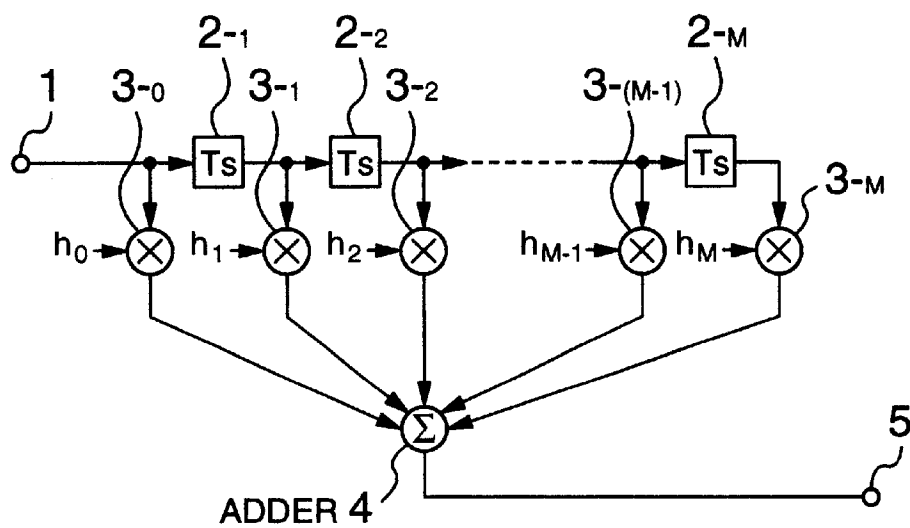 2-1 2-2 2-M
1 3-0 3-1 3-2 3-(M-1)
Ts Ts Ts
3-M
h0 h1 h2 hM-1 hM
Σ
5
ADDER 4